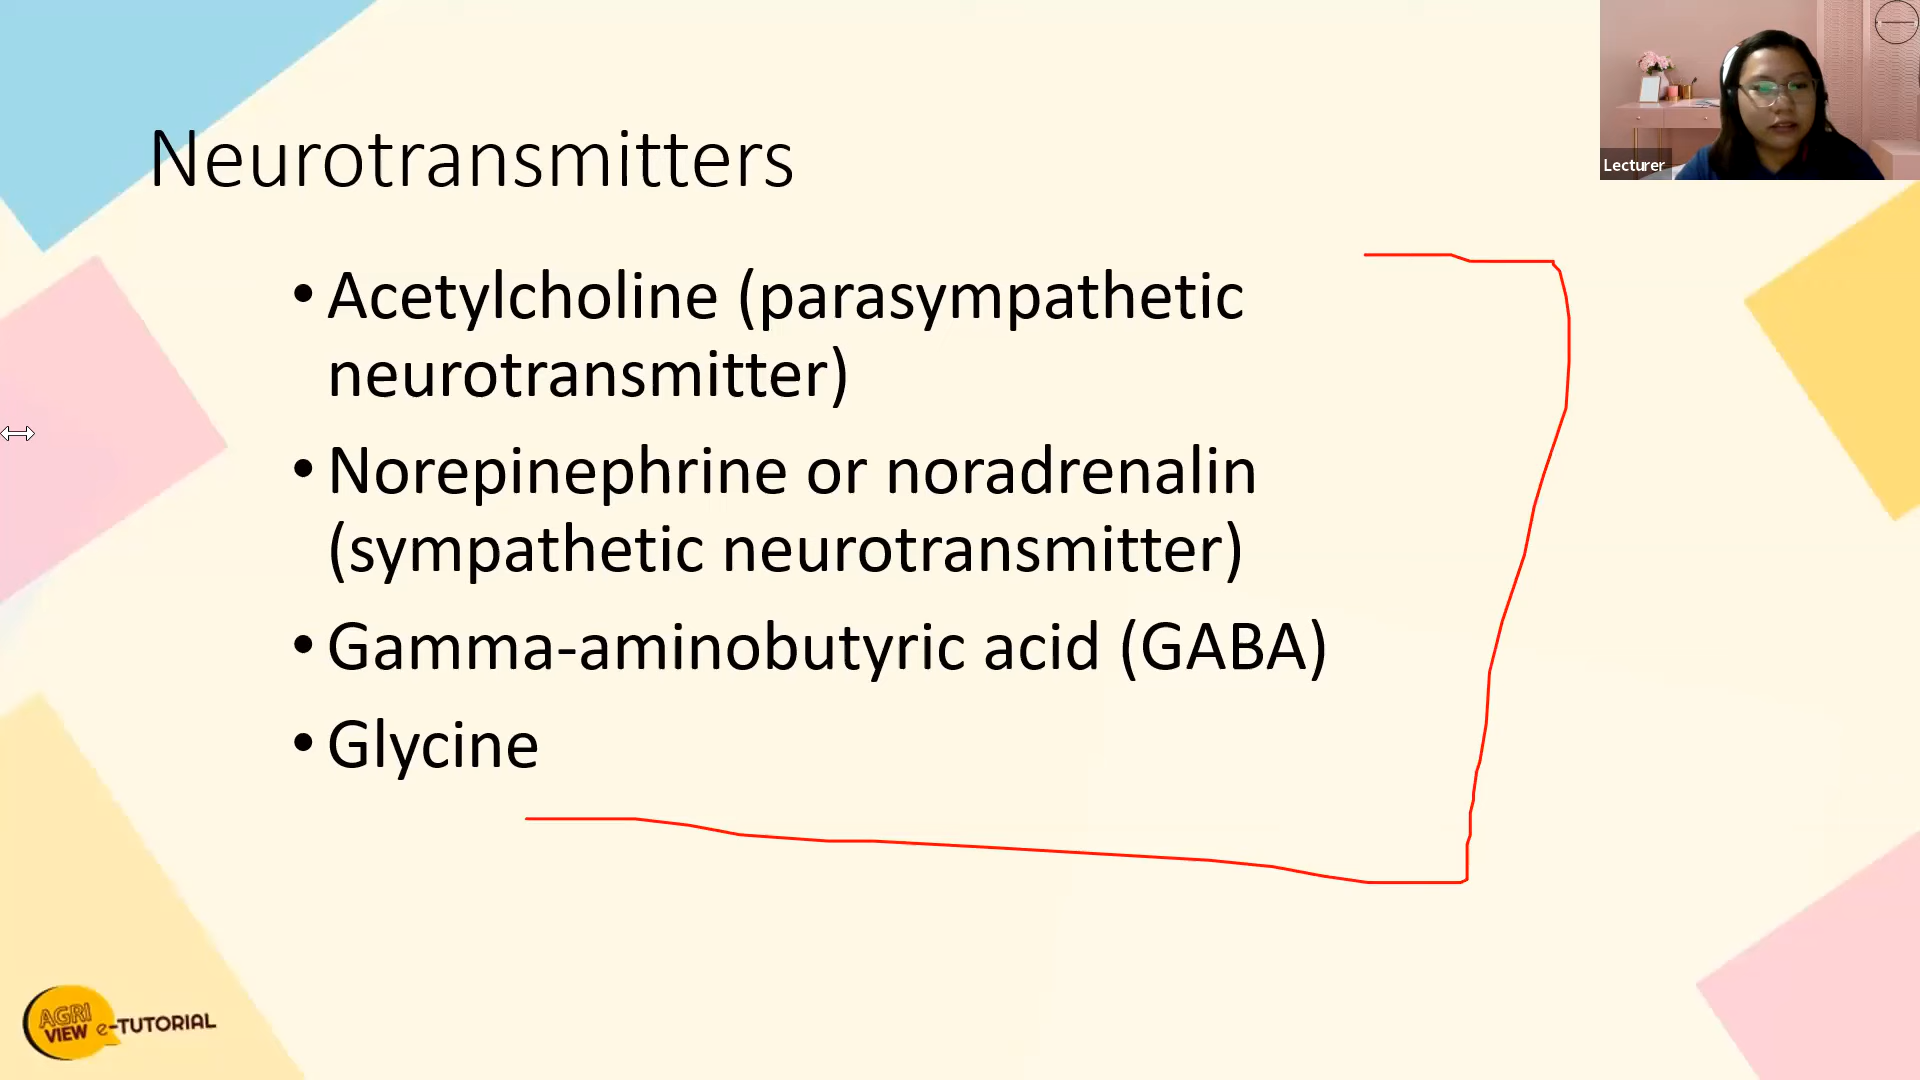 Lecturer
Neurotransmitters
• Acetylcholine (parasympathetic
neurotransmitter)
• Norepinephrine or noradrenalin
(sympathetic neurotransmitter)
• Gamma-aminobutyric acid (GABA)
• Glycine
AGRI
VIEW e-TUTORIAL